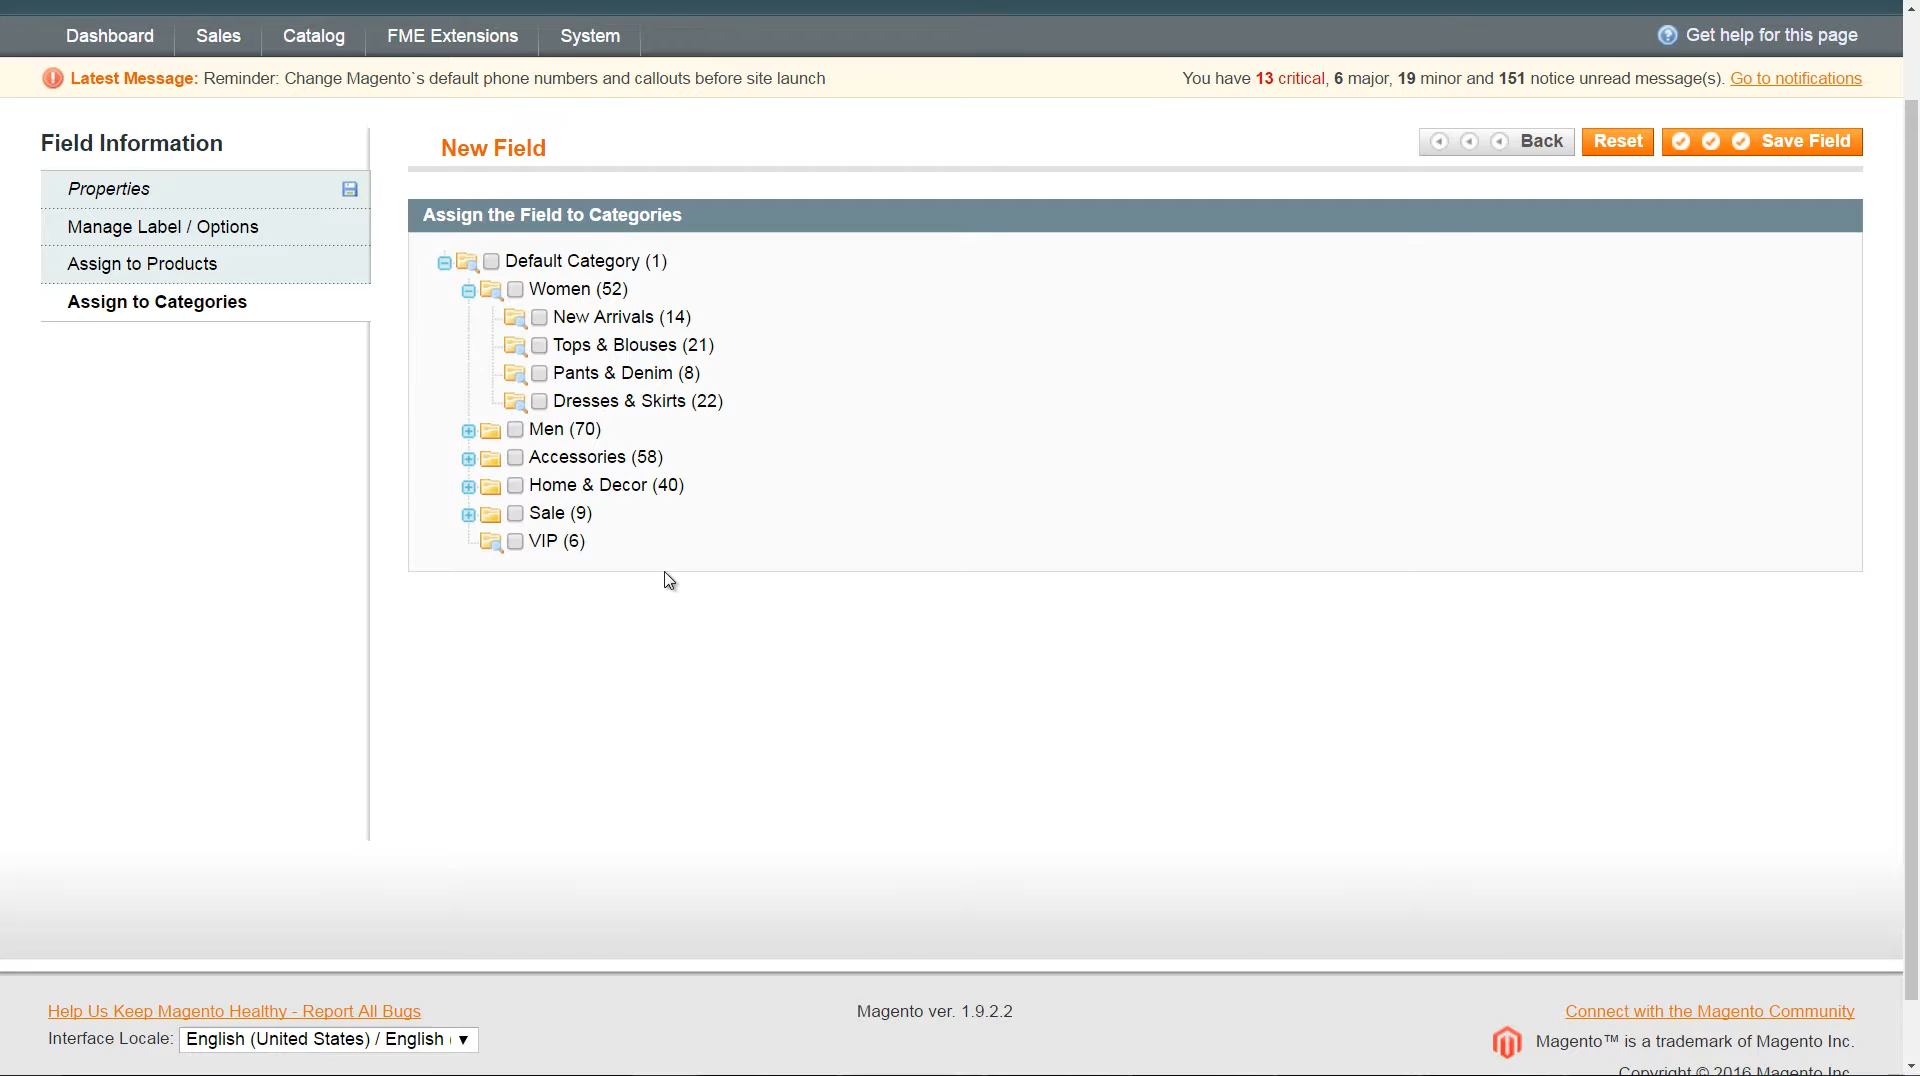 Dashboard Sales Catalog FME Extensions System Get help for this page
Latest Message: Reminder: Change Magento`s default phone numbers and callouts before site launch You have 13 critical, 6 major, 19 minor and 151 notice unread message(s). Go to notifications
Field Information
New Field Back Reset Save Field
Properties
Manage Label / Options
Assign to Products
Assign to Categories
Assign the Field to Categories
Default Category (1)
Women (52)
New Arrivals (14)
Tops & Blouses (21)
Pants & Denim (8)
Dresses & Skirts (22)
Men (70)
Accessories (58)
Home & Decor (40)
Sale (9)
VIP (6)
Help Us Keep Magento Healthy - Report All Bugs Magento ver. 1.9.2.2 Connect with the Magento Community
Interface Locale: English (United States) / English ( Magento™ is a trademark of Magento Inc.
Copyright © 2016 Magento Inc.